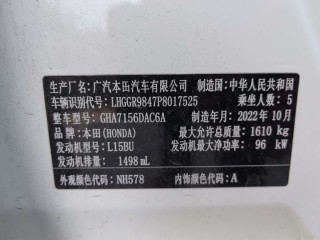 生产厂名：广汽本田汽车有限公司 制造国：中华人民共和国
车辆识别代号：LHGGR9847P8017525 乘坐人数：5
整车型号：GHA7156DAC6A 制造年月：2022年10月
品牌：本田(HONDA) 最大允许总质量：1610 kg
发动机型号：L15BU 发动机最大净功率：96 kW
发动机排量：1498 mL
外观颜色代码：NH578 内饰颜色代码：A